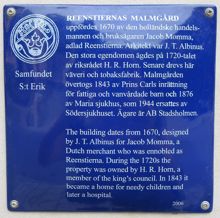 REENSTIERNAS MALMGÅRD
uppfördes 1670 av den holländske handels-
mannen och bruksägaren Jacob Momma,
adlad Reenstierna. Arkitekt var J. T. Albinus.
Den stora egendomen ägdes på 1720-talet
av riksrådet H. R. Horn. Senare drevs här
väveri och tobaksfabrik. Malmgården
övertogs 1843 av Prins Carls inrättning
för fattiga och vanvårdade barn och 1876
av Maria sjukhus, som 1944 ersattes av
Södersjukhuset. Ägare är AB Stadsholmen.
The building dates from 1670, designed
by J. T. Albinus for Jacob Momma, a
Dutch merchant who was ennobled as
Reenstierna. During the 1720s the
property was owned by H. R. Horn, a
member of the king's council. In 1843 it
became a home for needy children and
later a hospital.
2006
Samfundet
S:t Erik